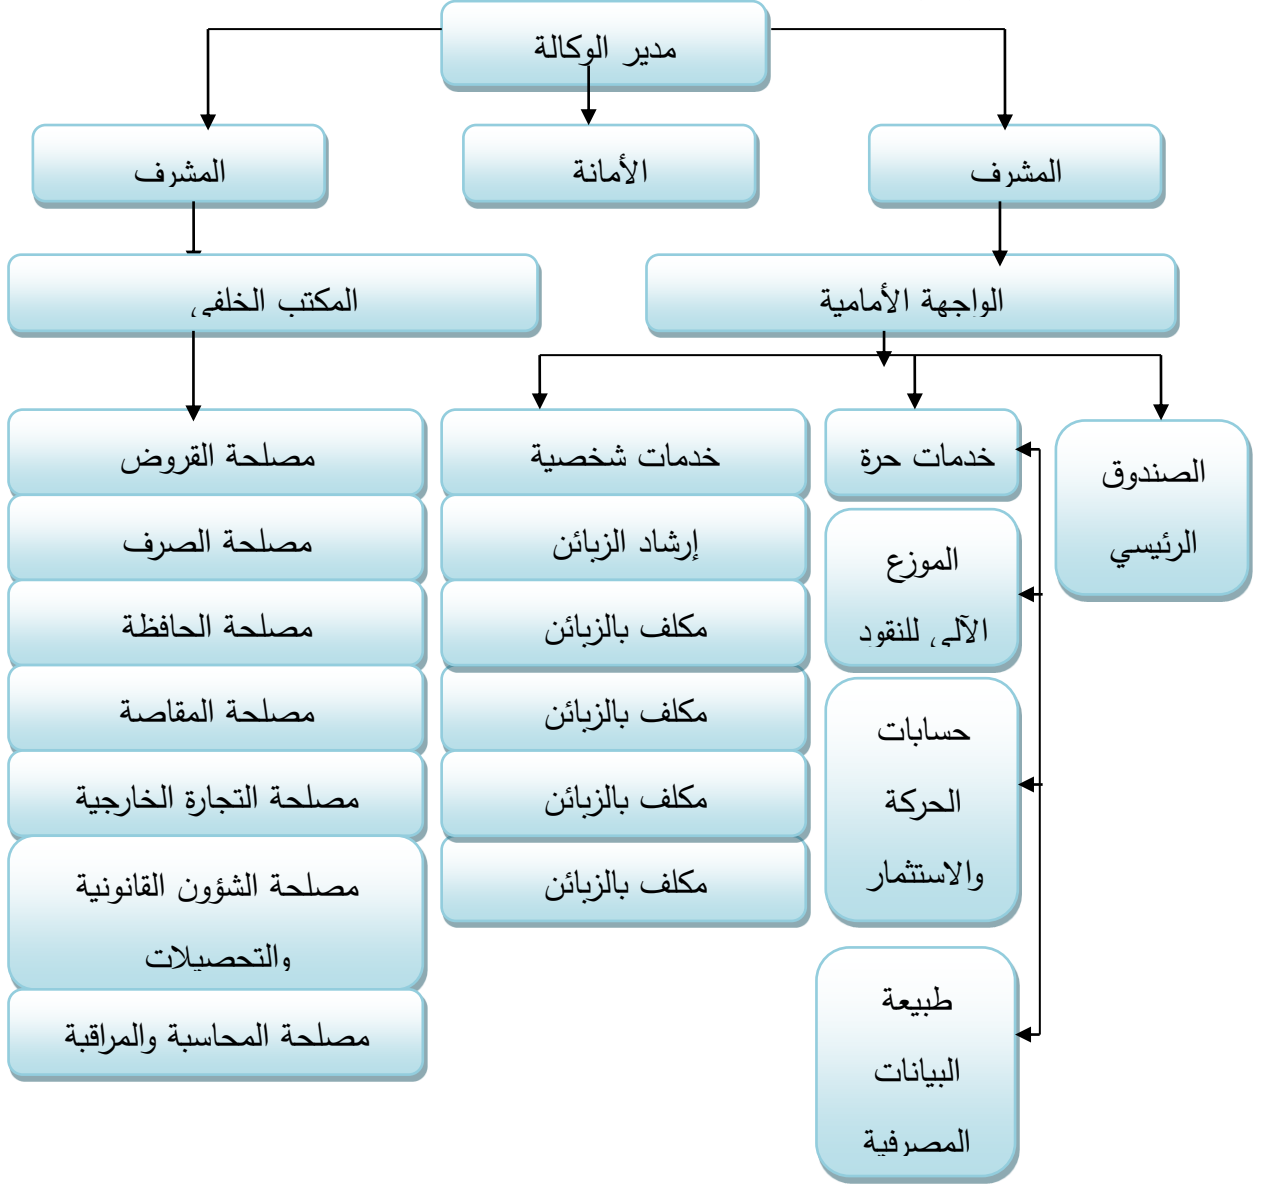 مدير الوكالة
المشرف
الأمانة
المشرف
الواجهة الأمامية
المكتب الخلفي
الصندوق
الرئيسي
خدمات حرة
الموزع
الآلي للنقود
حسابات
الحركة
والاستثمار
طبيعة
البيانات
المصرفية
خدمات شخصية
إرشاد الزبائن
مكلف بالزبائن
مكلف بالزبائن
مكلف بالزبائن
مكلف بالزبائن
مصلحة القروض
مصلحة الصرف
مصلحة الحافظة
مصلحة المقاصة
مصلحة التجارة الخارجية
مصلحة الشؤون القانونية
والتحصيلات
مصلحة المحاسبة والمراقبة